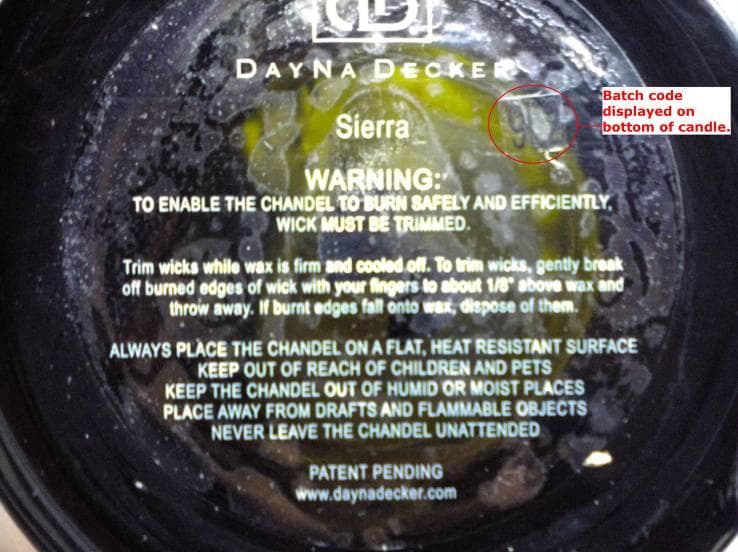 DAYNA DECKER
Sierra
Batch code
displayed on
bottom of candle.
WARNING:
TO ENABLE THE CHANDEL TO BURN SAFELY AND EFFICIENTLY,
WICK MUST BE TRIMMED.
Trim wicks while wax is firm and cooled off. To trim wicks, gently break
off burned edges of wick with your fingers to about 1/8" above wax and
throw away. If burnt edges fall onto wax, dispose of them.
ALWAYS PLACE THE CHANDEL ON A FLAT, HEAT RESISTANT SURFACE
KEEP OUT OF REACH OF CHILDREN AND PETS
KEEP THE CHANDEL OUT OF HUMID OR MOIST PLACES
PLACE AWAY FROM DRAFTS AND FLAMMABLE OBJECTS
NEVER LEAVE THE CHANDEL UNATTENDED
PATENT PENDING
www.daynadecker.com